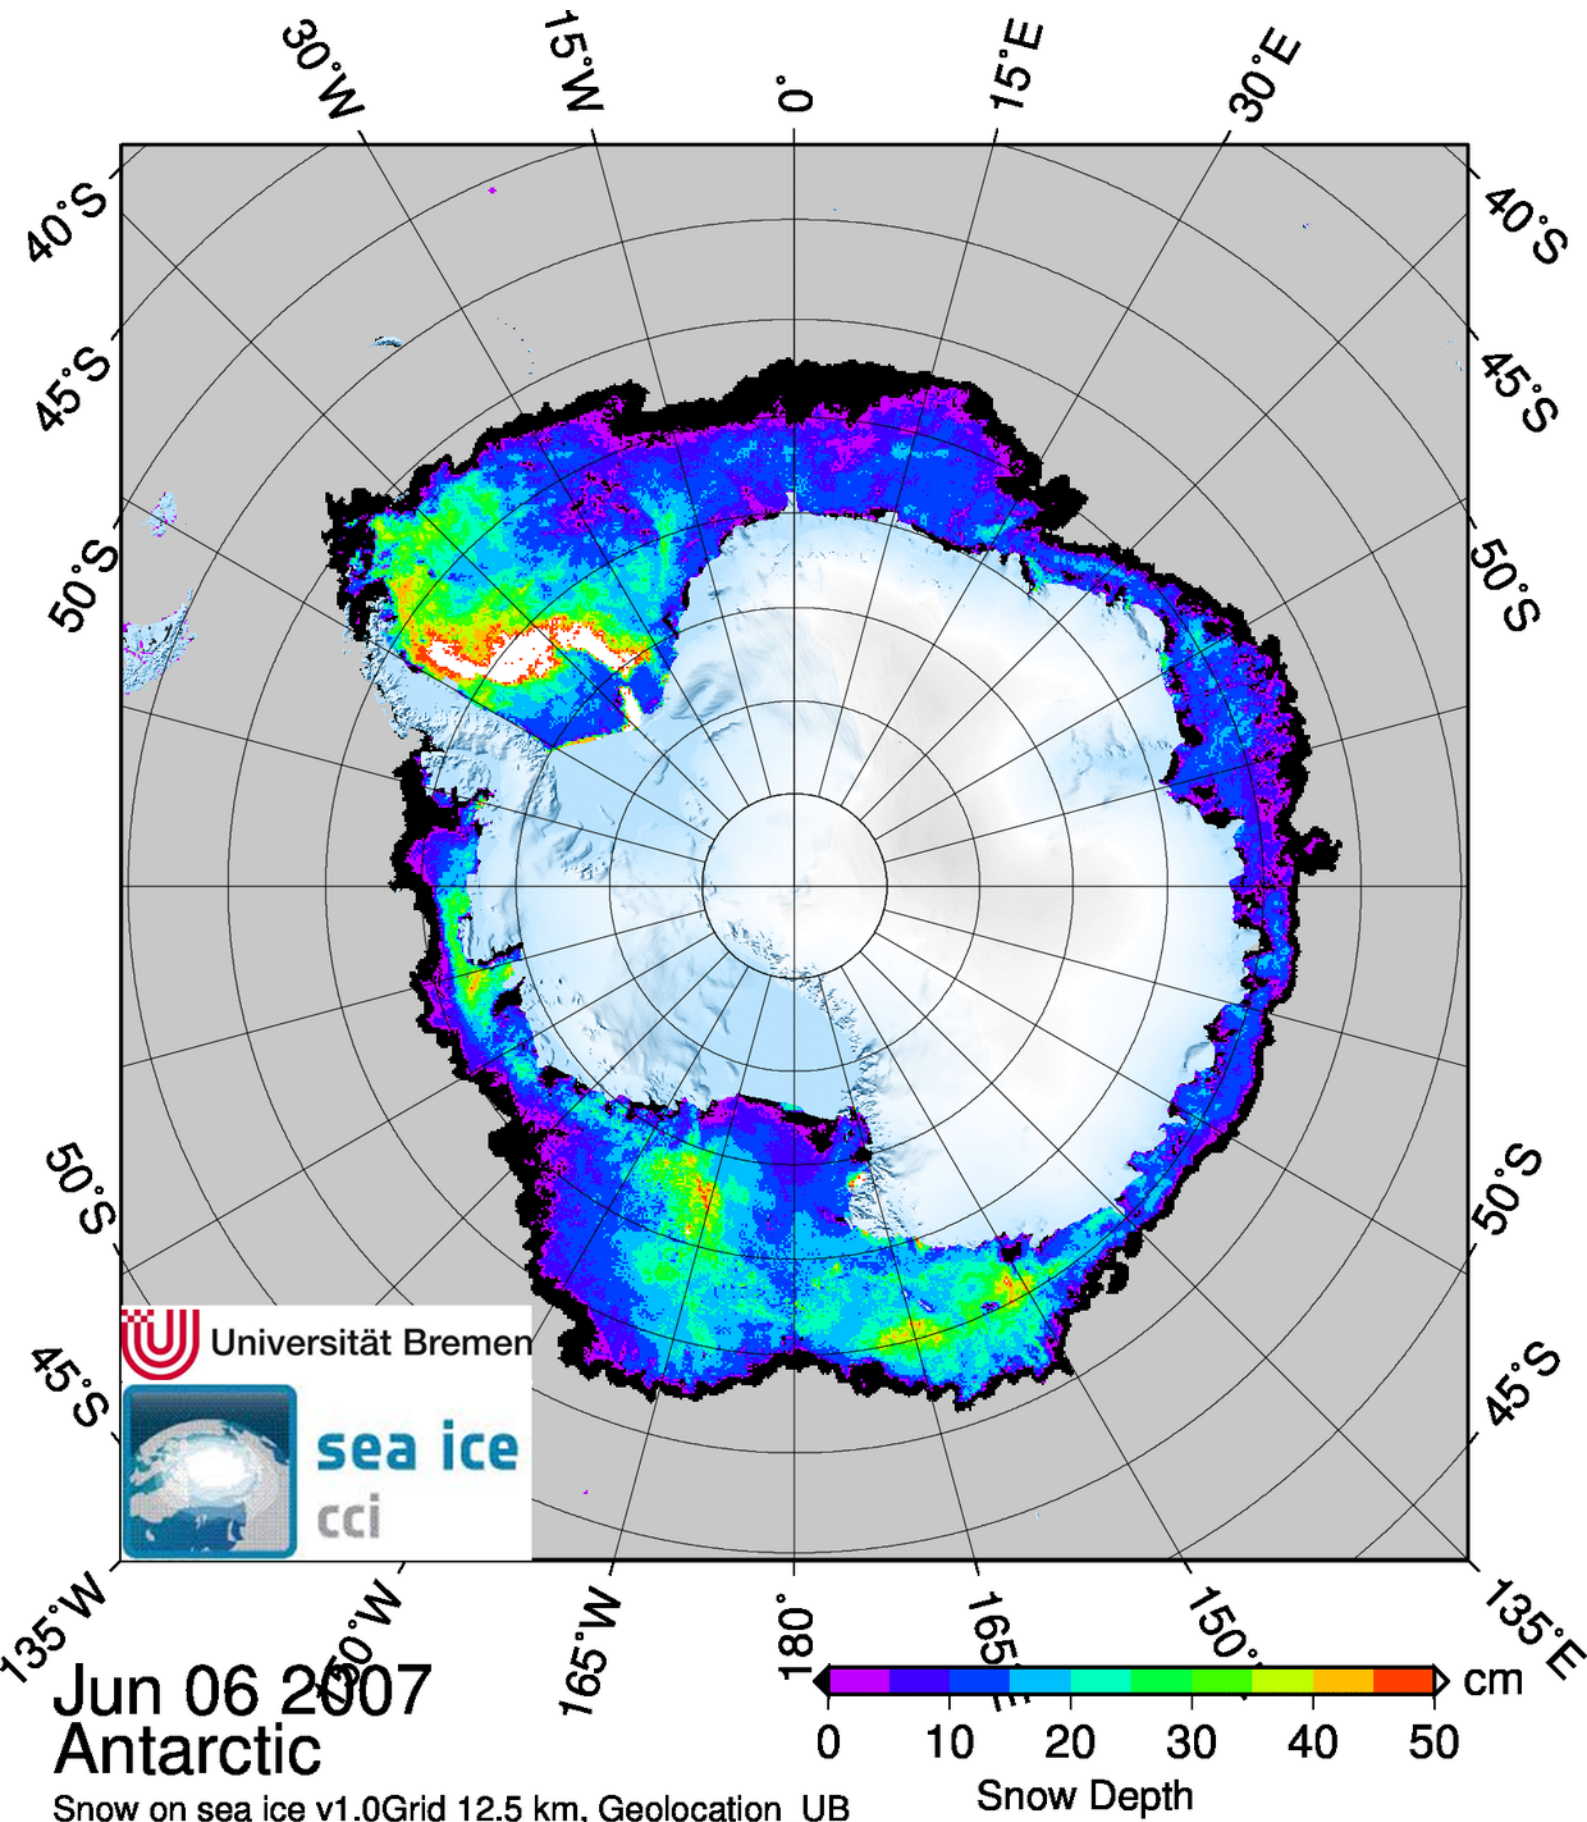 30°W 15°W 0° 15°E 30°E
40°S 40°S
45°S 45°S
50°S 50°S
50°S 50°S
45°S 45°S
Universität Bremen
sea ice
cci
135°W 150°W 165°W 180° 165°E 150° 135°E
Jun 06 2007
Antarctic
Snow on sea ice v1.0Grid 12.5 km, Geolocation UB
cm
0 10 20 30 40 50
Snow Depth